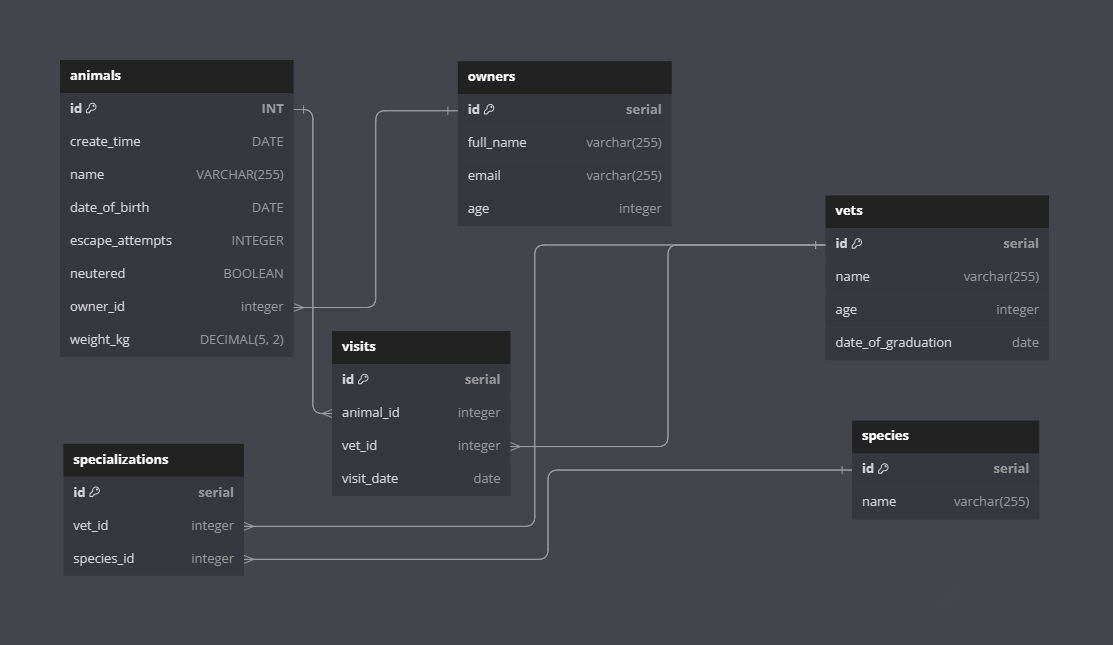 animals
id INT
create_time DATE
name VARCHAR(255)
date_of_birth DATE
escape_attempts INTEGER
neutered BOOLEAN
owner_id integer
weight_kg DECIMAL(5, 2)
owners
id serial
full_name varchar(255)
email varchar(255)
age integer
vets
id serial
name varchar(255)
age integer
date_of_graduation date
visits
id serial
animal_id integer
vet_id integer
visit_date date
species
id serial
name varchar(255)
specializations
id serial
vet_id integer
species_id integer